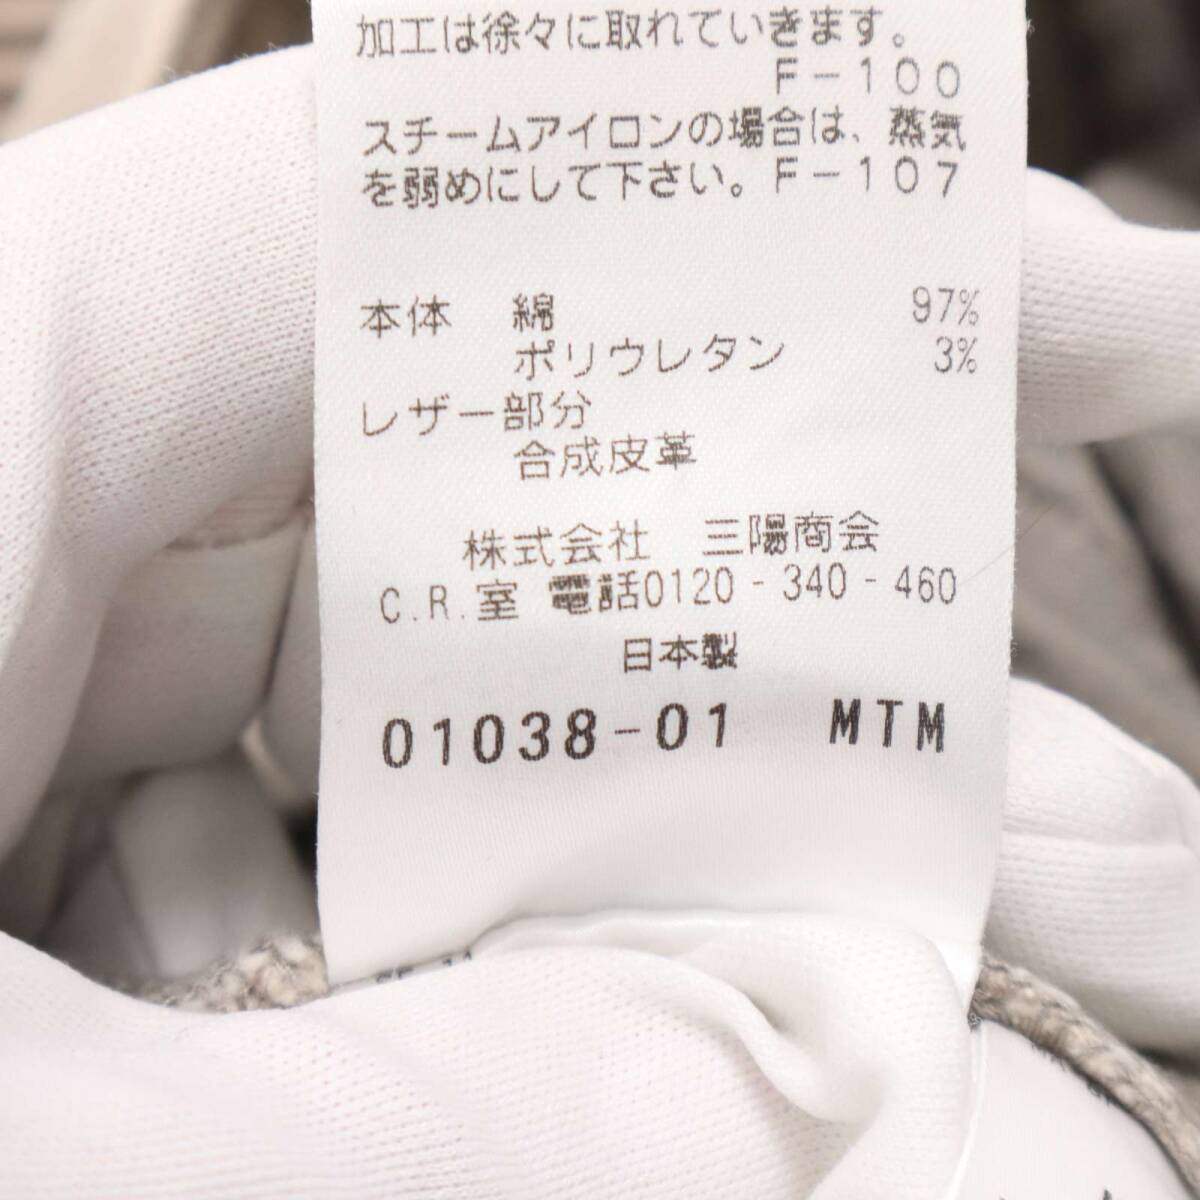 加工は徐々に取れていきます。
F-100
スチームアイロンの場合は、蒸気
を弱めにして下さい。F-107
本体 綿 97%
ポリウレタン 3%
レザー部分
合成皮革
株式会社 三陽商会
C.R.室 電話0120-340-460
日本製
01038-01 MTM